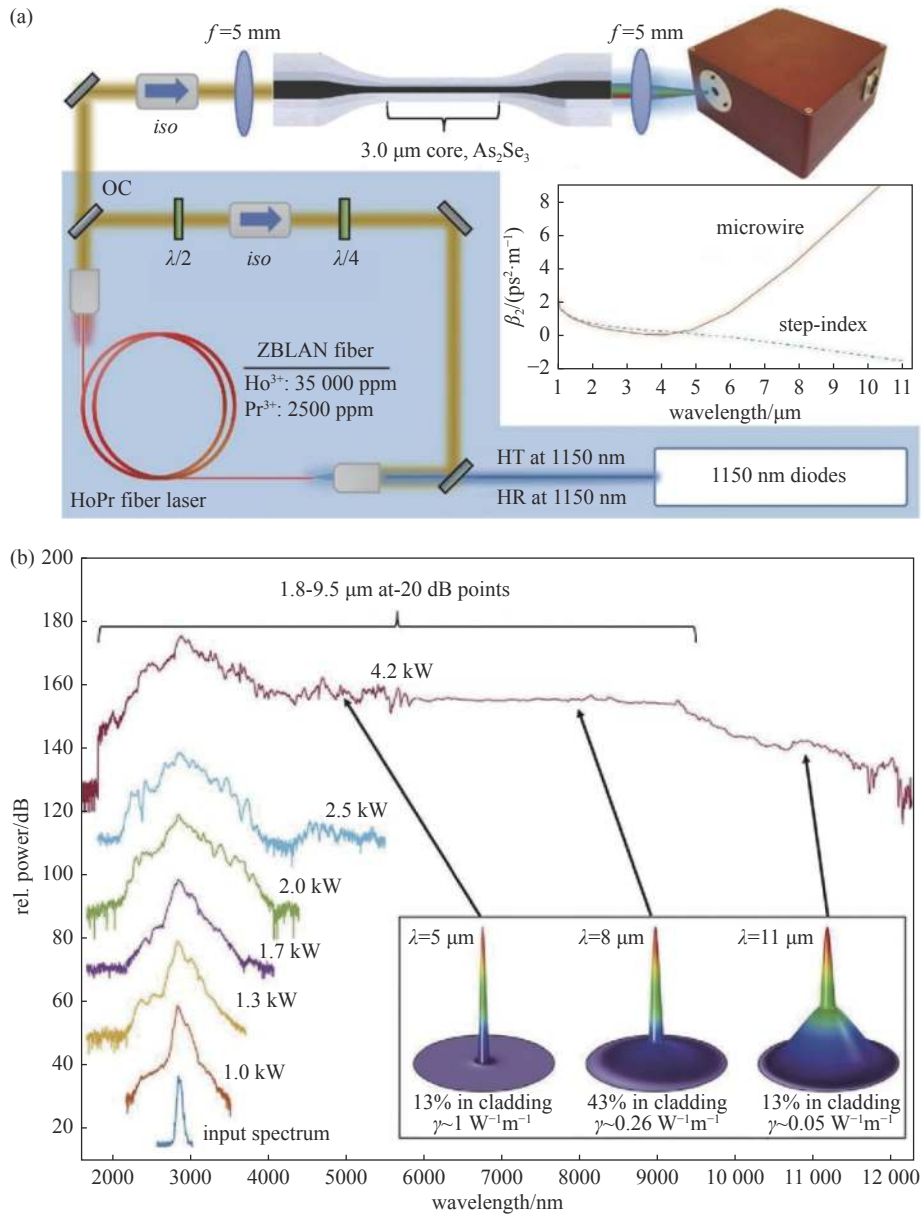 (a)
f=5 mm
f=5 mm
iso
3.0 μm core, As₂Se₃
OC
λ/2
iso
λ/4
ZBLAN fiber
Ho³⁺: 35 000 ppm
Pr³⁺: 2500 ppm
HoPr fiber laser
HT at 1150 nm
HR at 1150 nm
1150 nm diodes
β₂/(ps²·m⁻¹)
8
6
4
2
0
−2
microwire
step-index
1 2 3 4 5 6 7 8 9 10 11
wavelength/μm
(b)
rel. power/dB
200
180
160
140
120
100
80
60
40
20
1.8-9.5 μm at-20 dB points
4.2 kW
2.5 kW
2.0 kW
1.7 kW
1.3 kW
1.0 kW
input spectrum
λ=5 μm λ=8 μm λ=11 μm
13% in cladding 43% in cladding 13% in cladding
γ~1 W⁻¹m⁻¹ γ~0.26 W⁻¹m⁻¹ γ~0.05 W⁻¹m⁻¹
2000 3000 4000 5000 6000 7000 8000 9000 10 000 11 000 12 000
wavelength/nm